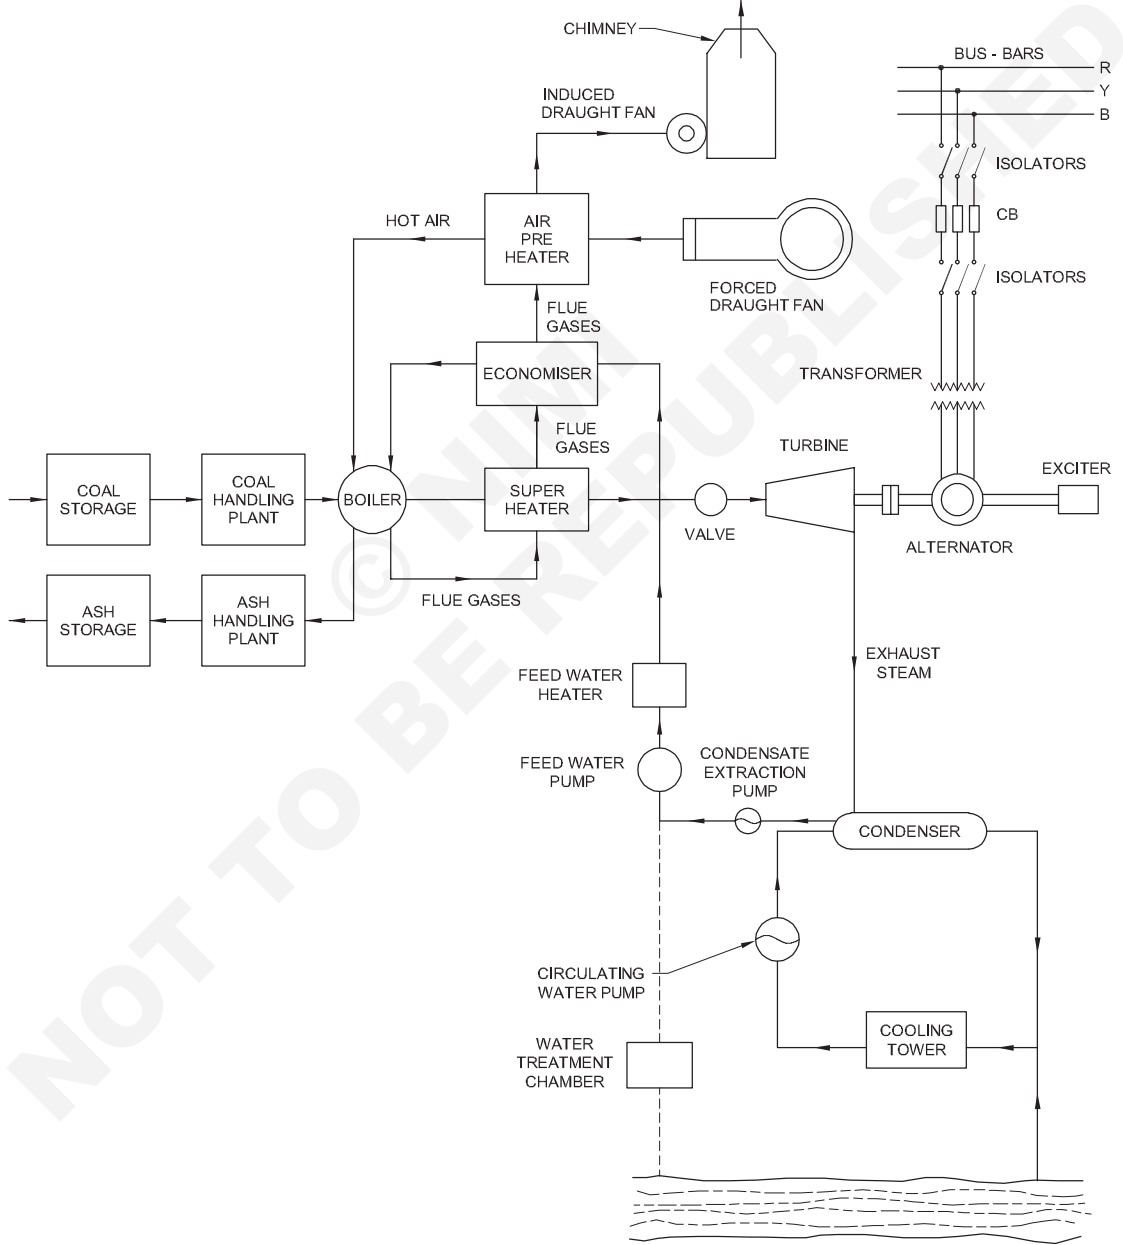 CHIMNEY
BUS - BARS
R
Y
B
INDUCED
DRAUGHT FAN
ISOLATORS
CB
ISOLATORS
HOT AIR
AIR
PRE
HEATER
FORCED
DRAUGHT FAN
FLUE
GASES
ECONOMISER
TRANSFORMER
FLUE
GASES
TURBINE
EXCITER
COAL
STORAGE
COAL
HANDLING
PLANT
BOILER
SUPER
HEATER
VALVE
ALTERNATOR
ASH
STORAGE
ASH
HANDLING
PLANT
FLUE GASES
EXHAUST
STEAM
FEED WATER
HEATER
FEED WATER
PUMP
CONDENSATE
EXTRACTION
PUMP
CONDENSER
CIRCULATING
WATER PUMP
COOLING
TOWER
WATER
TREATMENT
CHAMBER
© NIMI
NOT TO BE REPUBLISHED